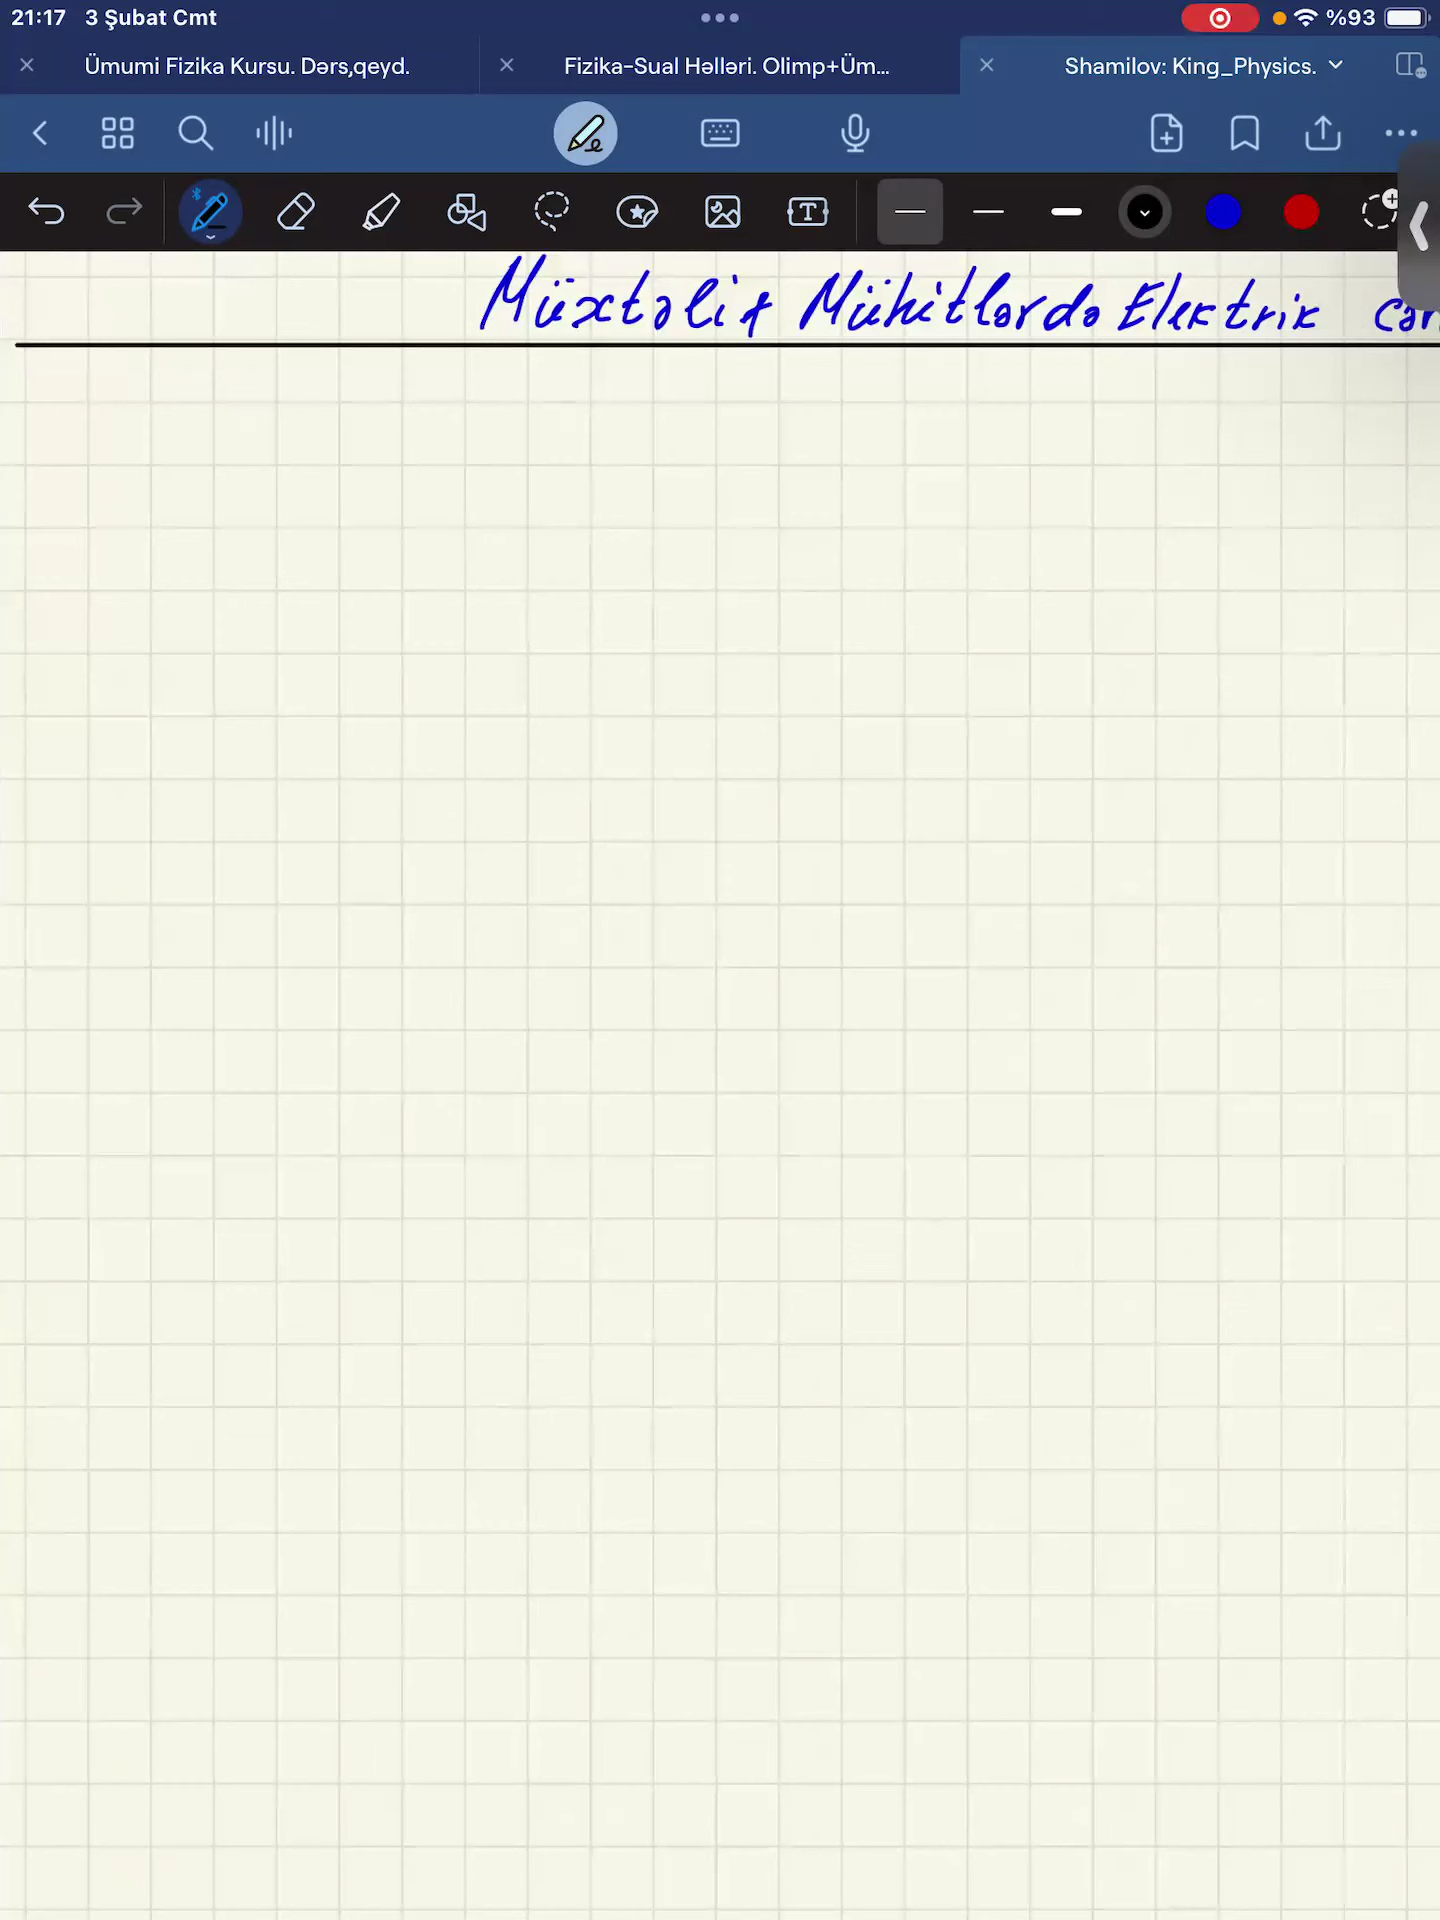 21:17 3 Şubat Cmt %93
Ümumi Fizika Kursu. Dərs,qeyd. Fizika-Sual Həlləri. Olimp+Üm... Shamilov: King_Physics.
Müxtəlif Mühitlərdə Elektrik cər